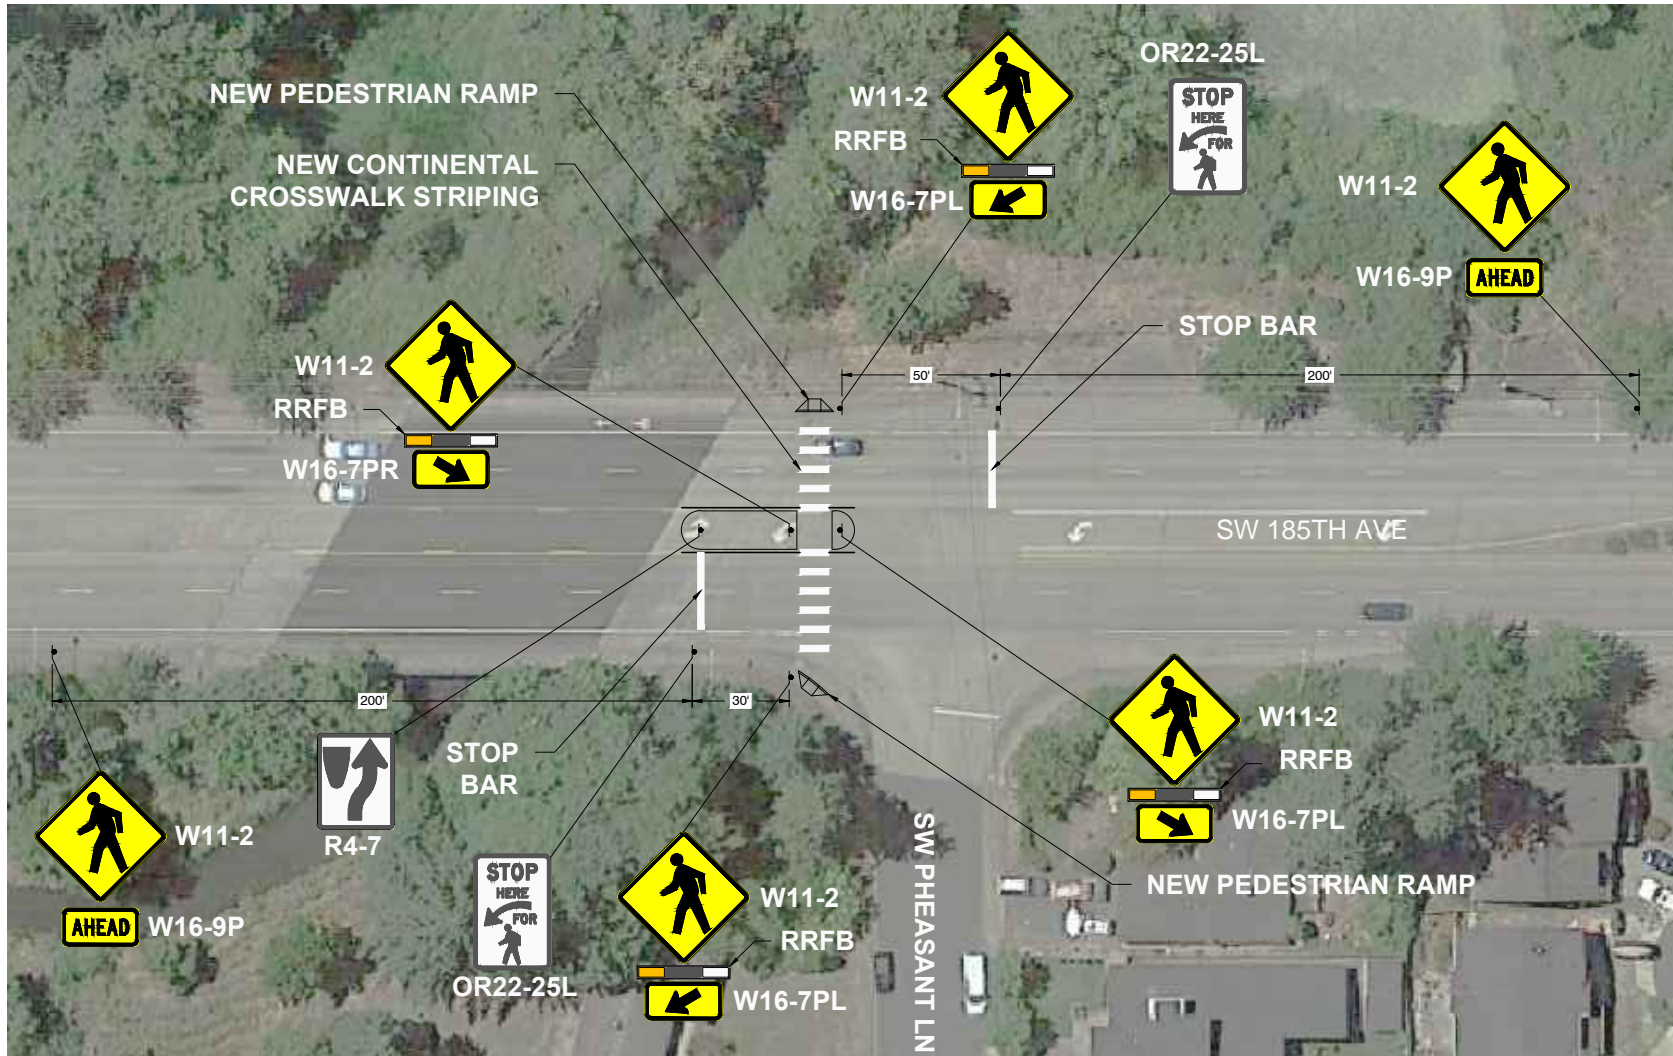 OR22-25L
STOP
HERE
FOR
NEW PEDESTRIAN RAMP
W11-2
RRFB
W16-7PL
NEW CONTINENTAL
CROSSWALK STRIPING
W11-2
W16-9P
AHEAD
STOP BAR
W11-2
RRFB
W16-7PR
50'
200'
SW 185TH AVE
200'
30'
STOP
BAR
R4-7
W11-2
AHEAD
W16-9P
STOP
HERE
FOR
OR22-25L
W11-2
RRFB
W16-7PL
SW PHEASANT LN
W11-2
RRFB
W16-7PL
NEW PEDESTRIAN RAMP